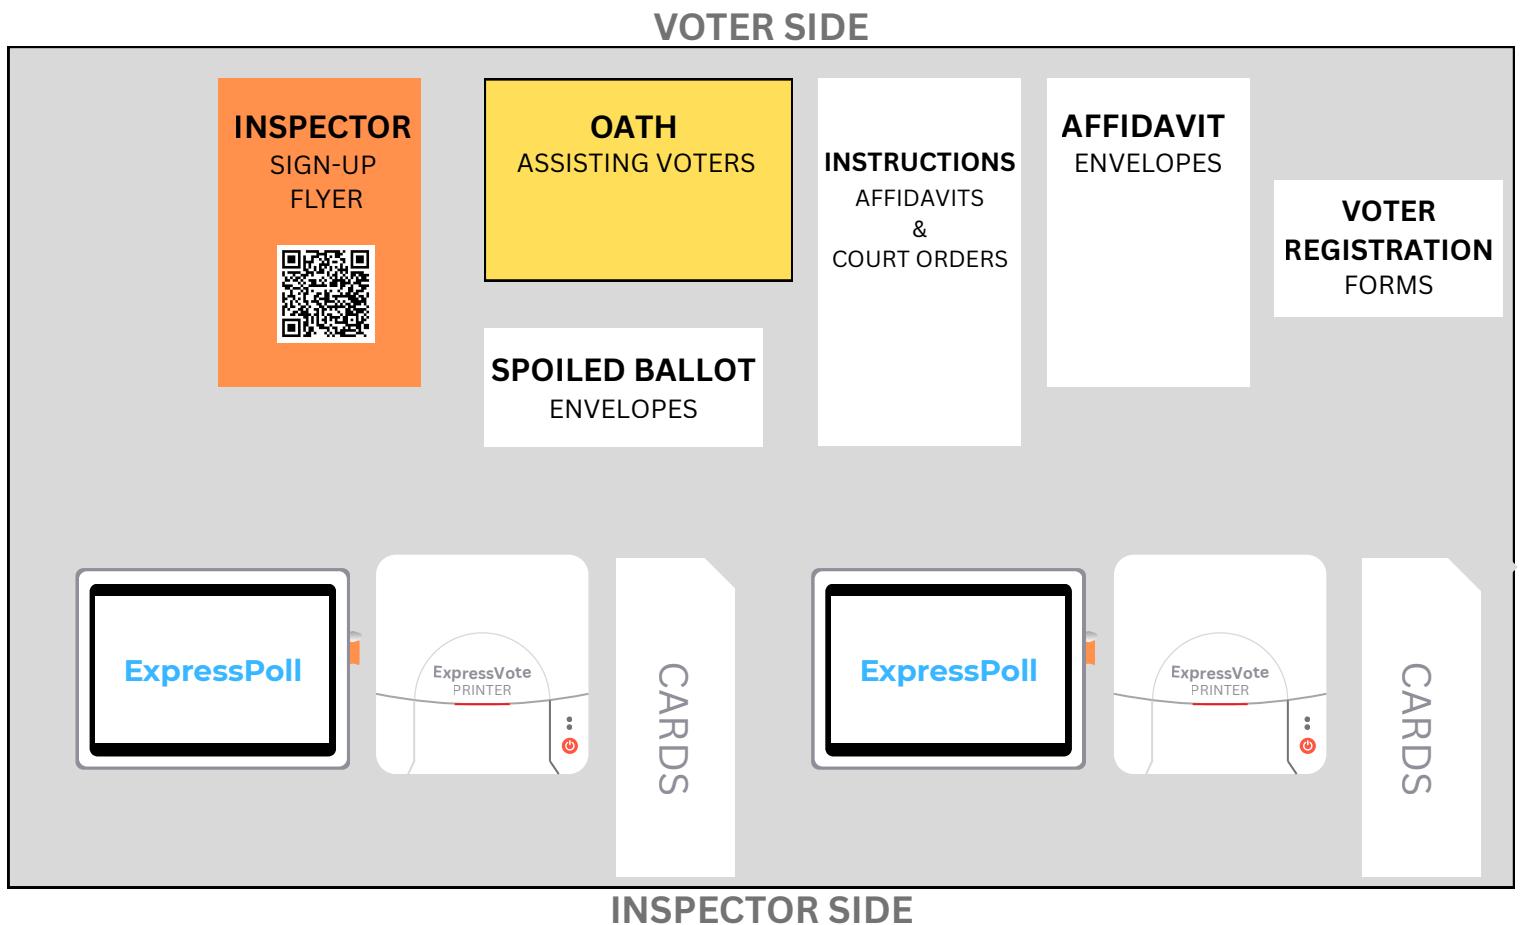 VOTER SIDE
INSPECTOR
SIGN-UP
FLYER
OATH
ASSISTING VOTERS
SPOILED BALLOT
ENVELOPES
INSTRUCTIONS
AFFIDAVITS
&
COURT ORDERS
AFFIDAVIT
ENVELOPES
VOTER
REGISTRATION
FORMS
ExpressPoll
ExpressVote
PRINTER
CARDS
ExpressPoll
ExpressVote
PRINTER
CARDS
INSPECTOR SIDE